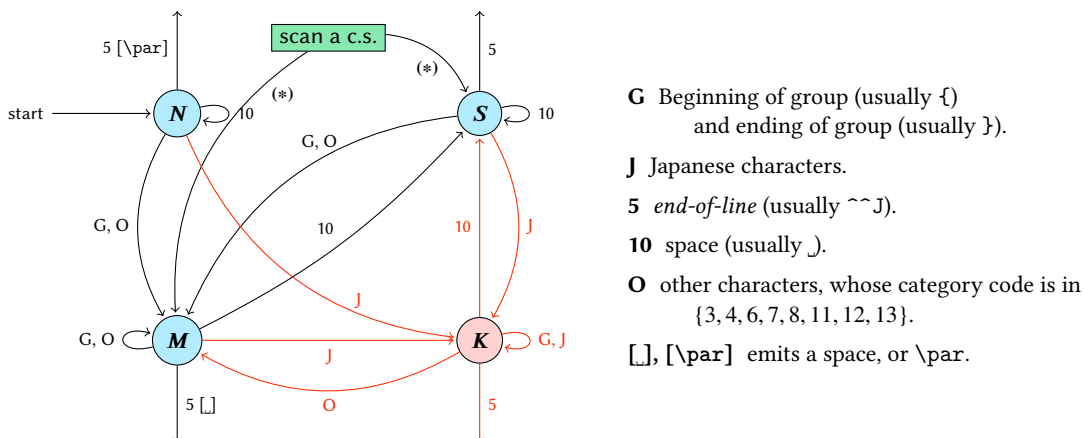 scan a c.s.
5 [\par]
5
(*)
(*)
start
N
10
S
10
G, O
G, O
10
10
J
J
G, O
M
J
K
G, J
O
5 [␣]
5
G Beginning of group (usually {)
and ending of group (usually }).
J Japanese characters.
5 end-of-line (usually ^^J).
10 space (usually ␣).
O other characters, whose category code is in
{3, 4, 6, 7, 8, 11, 12, 13}.
[␣], [\par] emits a space, or \par.